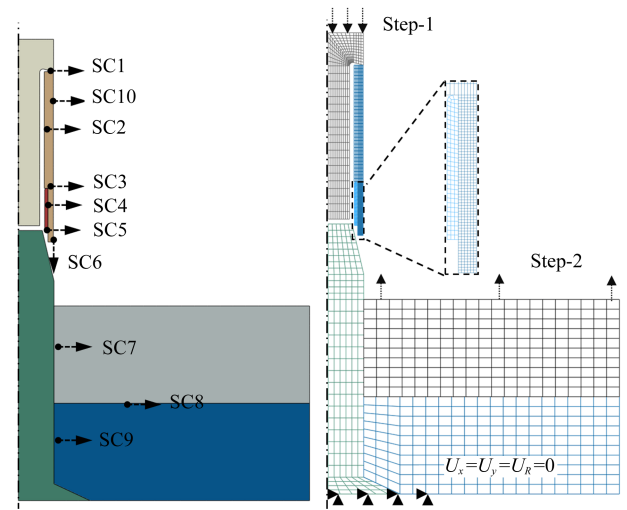 Step-1
SC1
SC10
SC2
SC3
SC4
SC5
SC6
Step-2
SC7
SC8
SC9
Ux=Uy=UR=0